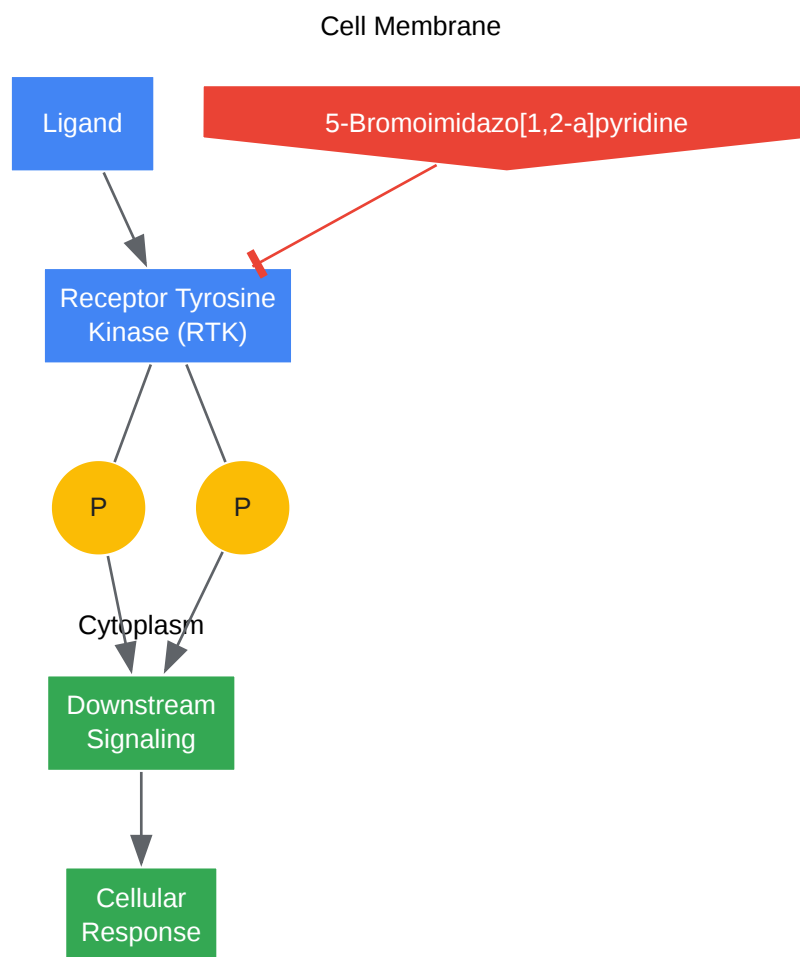 Cell Membrane
Ligand
5-Bromoimidazo[1,2-a]pyridine
Receptor Tyrosine
Kinase (RTK)
P
P
Cytoplasm
Downstream
Signaling
Cellular
Response